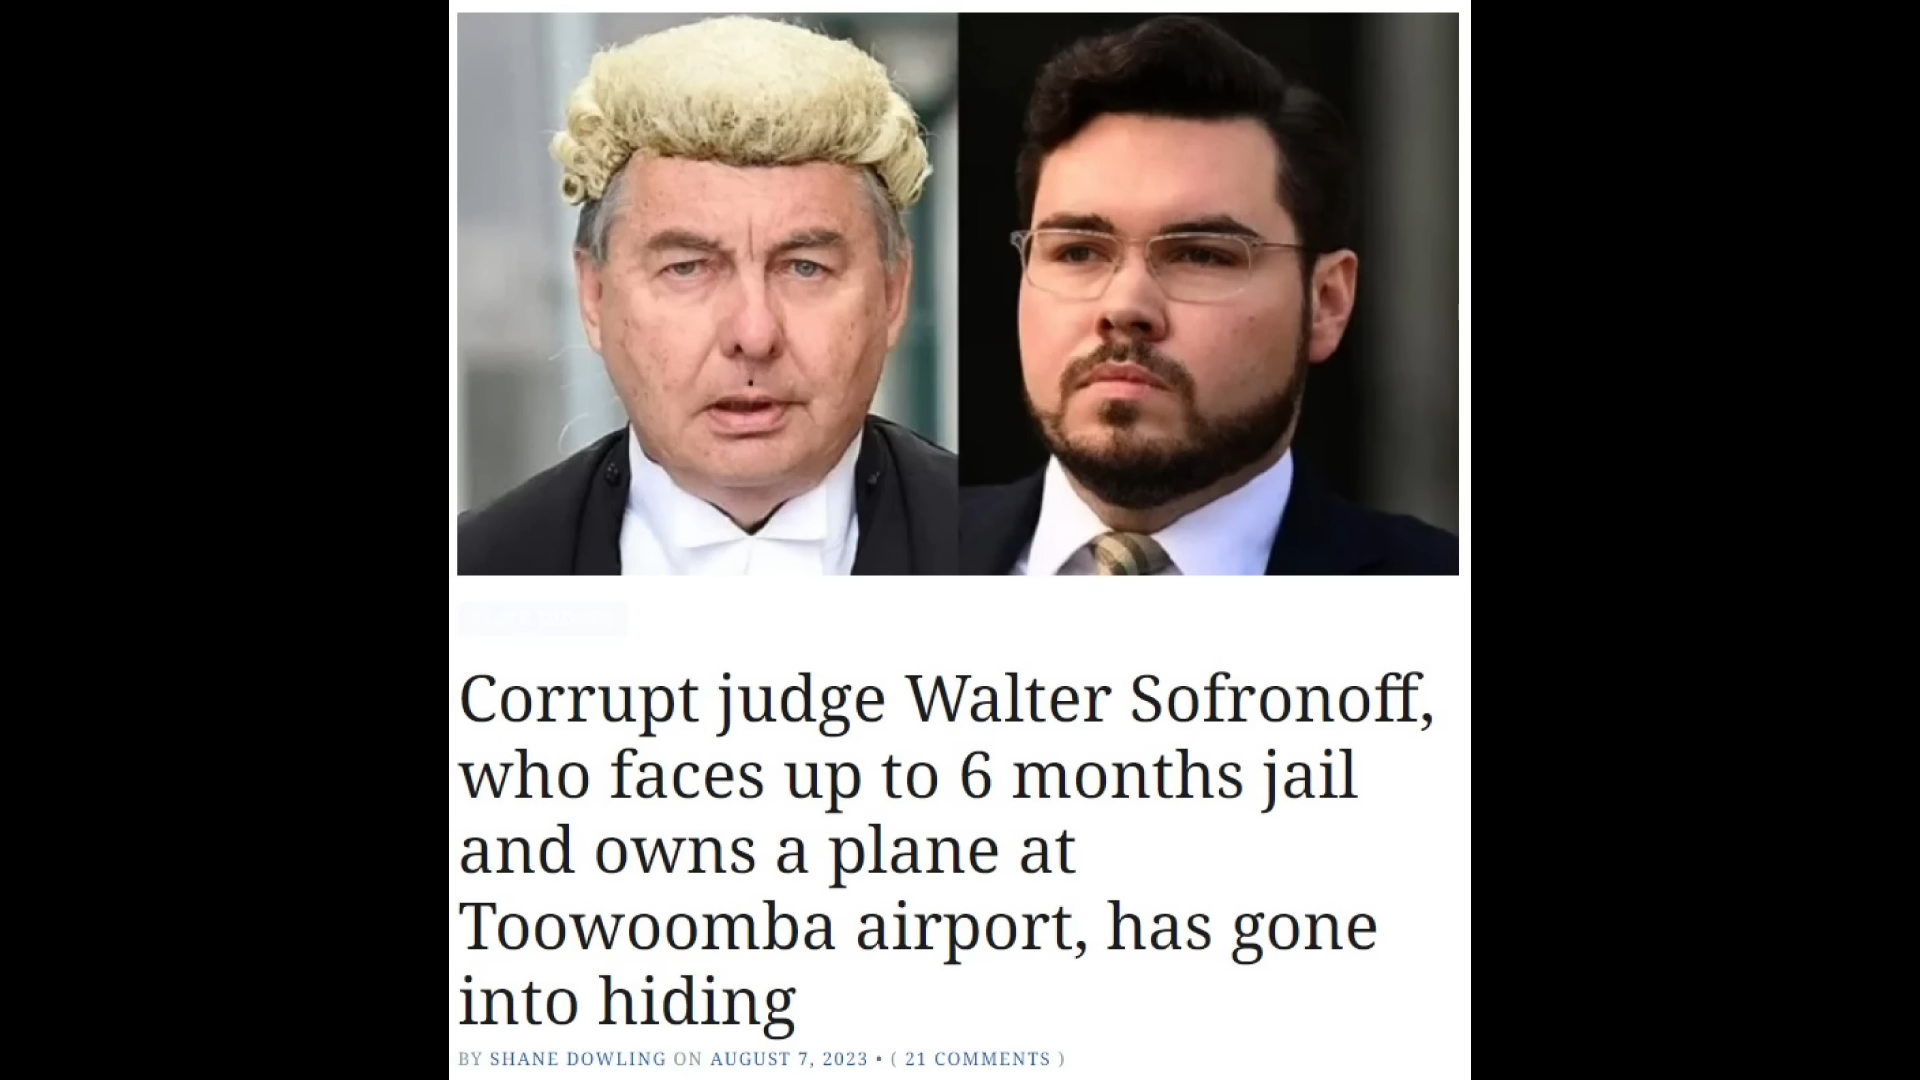 Corrupt judge Walter Sofronoff,
who faces up to 6 months jail
and owns a plane at
Toowoomba airport, has gone
into hiding
BY SHANE DOWLING ON AUGUST 7, 2023 • ( 21 COMMENTS )